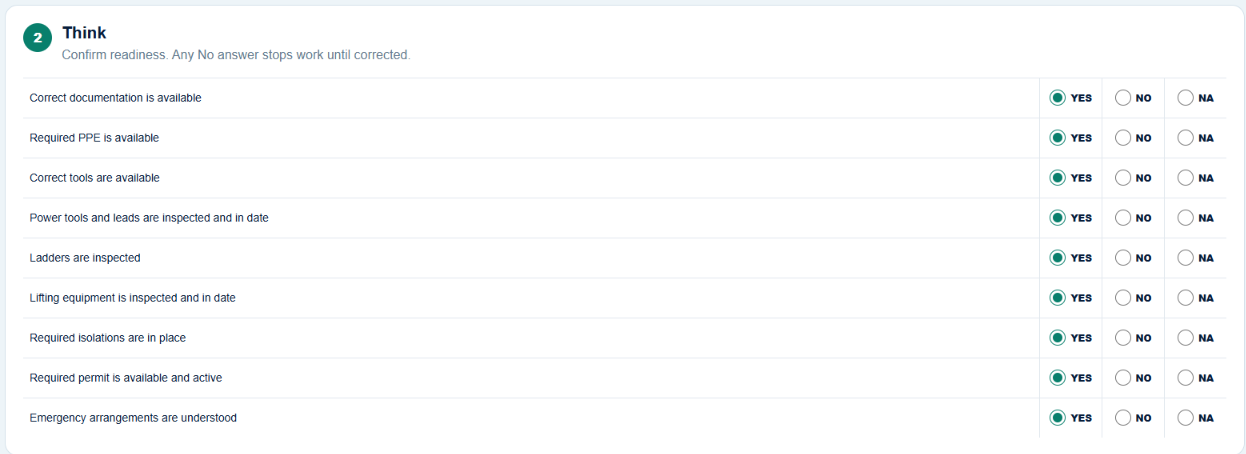 2
Think
Confirm readiness. Any No answer stops work until corrected.
Correct documentation is available YES NO NA
Required PPE is available YES NO NA
Correct tools are available YES NO NA
Power tools and leads are inspected and in date YES NO NA
Ladders are inspected YES NO NA
Lifting equipment is inspected and in date YES NO NA
Required isolations are in place YES NO NA
Required permit is available and active YES NO NA
Emergency arrangements are understood YES NO NA